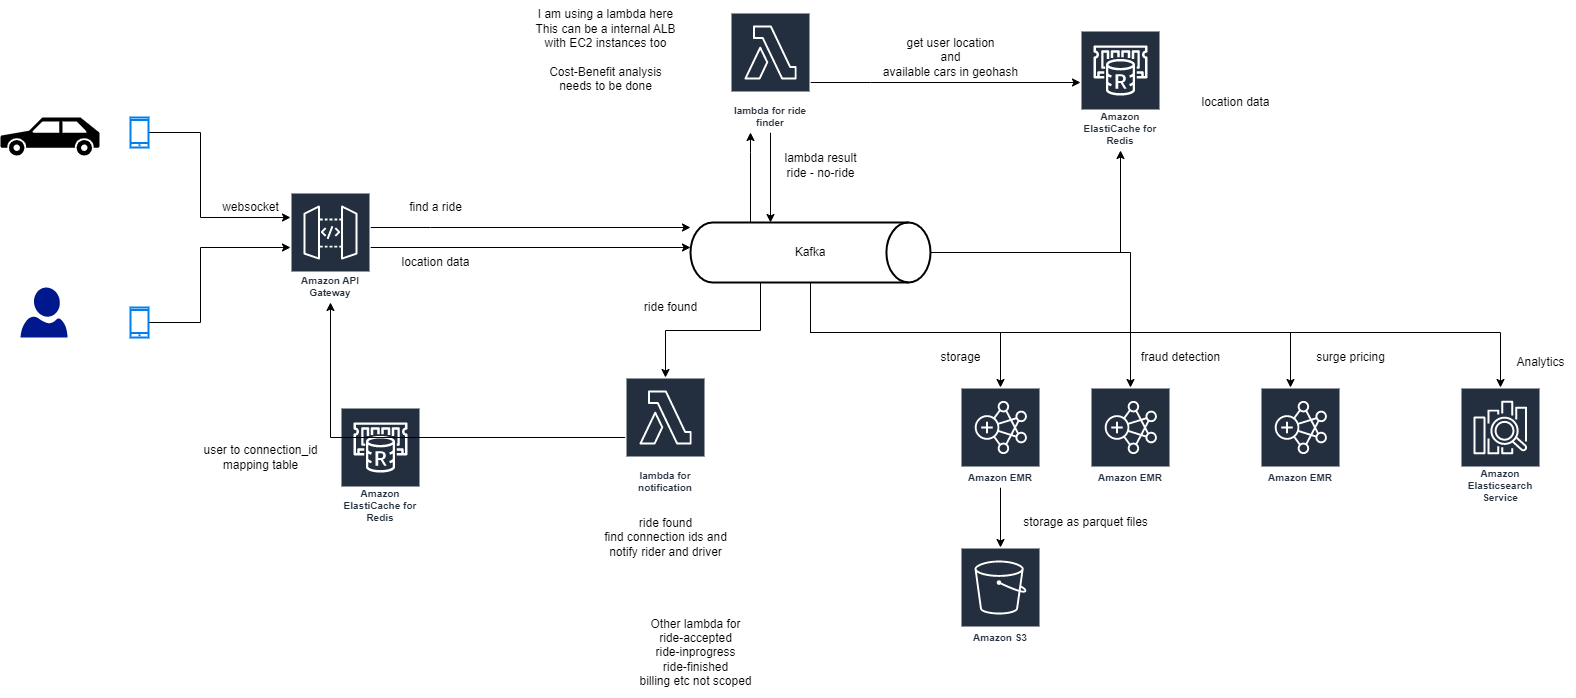 I am using a lambda here
This can be a internal ALB
with EC2 instances too
Cost-Benefit analysis
needs to be done
lambda for ride
finder
get user location
and
available cars in geohash
R
Amazon
ElastiCache for
Redis
location data
lambda result
ride - no-ride
websocket
</>
Amazon API
Gateway
find a ride
location data
Kafka
ride found
storage
fraud detection
surge pricing
Analytics
user to connection_id
mapping table
R
Amazon
ElastiCache for
Redis
lambda for
notification
ride found
find connection ids and
notify rider and driver
Amazon EMR
Amazon EMR
Amazon EMR
Amazon
Elasticsearch
Service
storage as parquet files
Amazon S3
Other lambda for
ride-accepted
ride-inprogress
ride-finished
billing etc not scoped